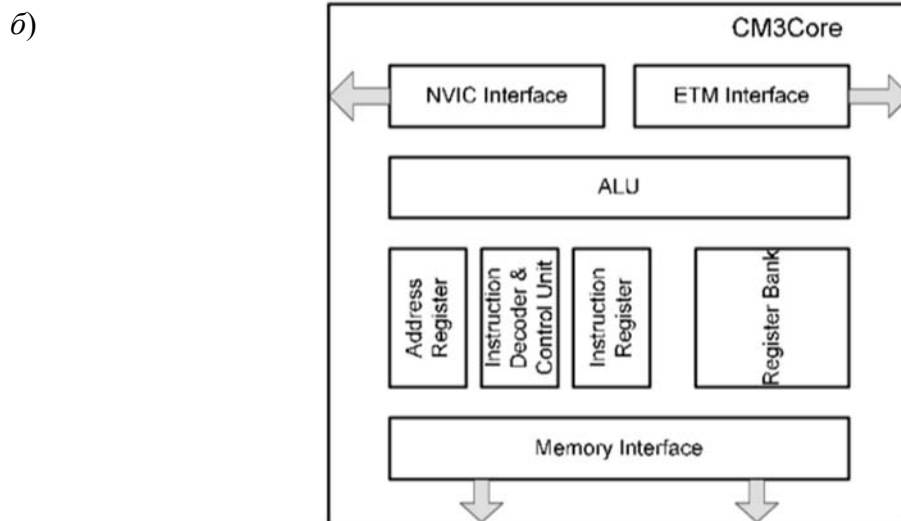 б)
CM3Core
NVIC Interface
ETM Interface
ALU
Address
Register
Instruction
Decoder &
Control Unit
Instruction
Register
Register Bank
Memory Interface